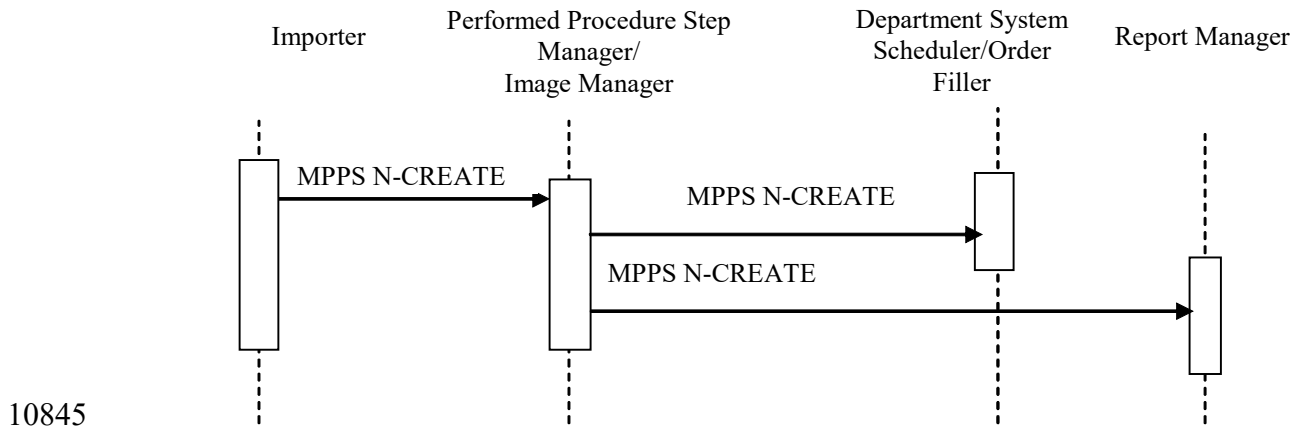 Importer
Performed Procedure Step
Manager/
Image Manager
Department System
Scheduler/Order
Filler
Report Manager
MPPS N-CREATE
MPPS N-CREATE
MPPS N-CREATE
10845